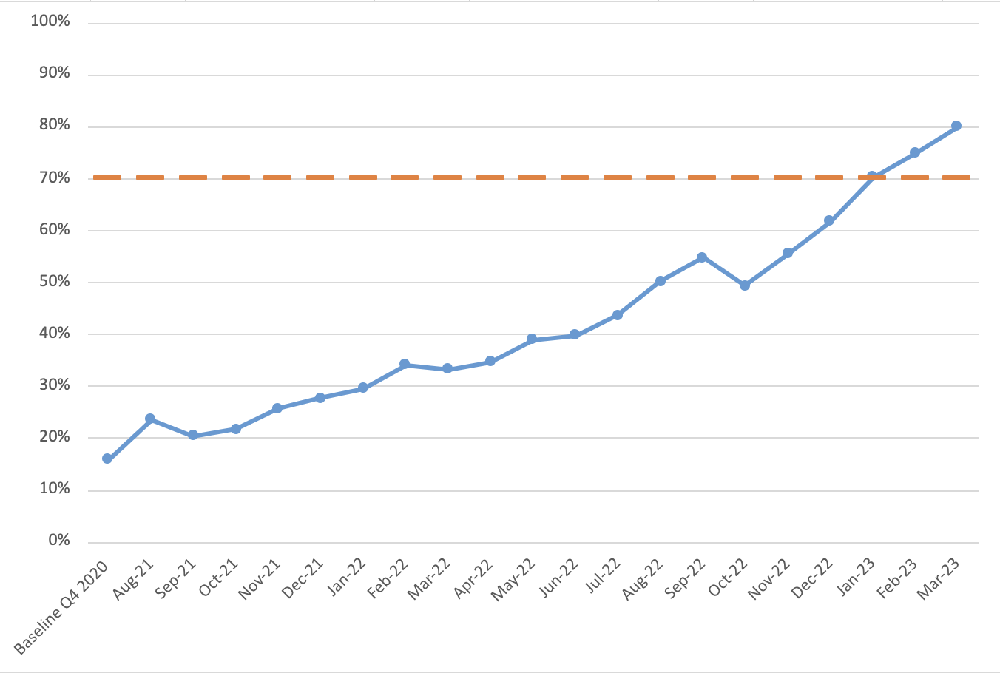 100%
90%
80%
70%
60%
50%
40%
30%
20%
10%
0%
Baseline Q4 2020
Aug-21
Sep-21
Oct-21
Nov-21
Dec-21
Jan-22
Feb-22
Mar-22
Apr-22
May-22
Jun-22
Jul-22
Aug-22
Sep-22
Oct-22
Nov-22
Dec-22
Jan-23
Feb-23
Mar-23